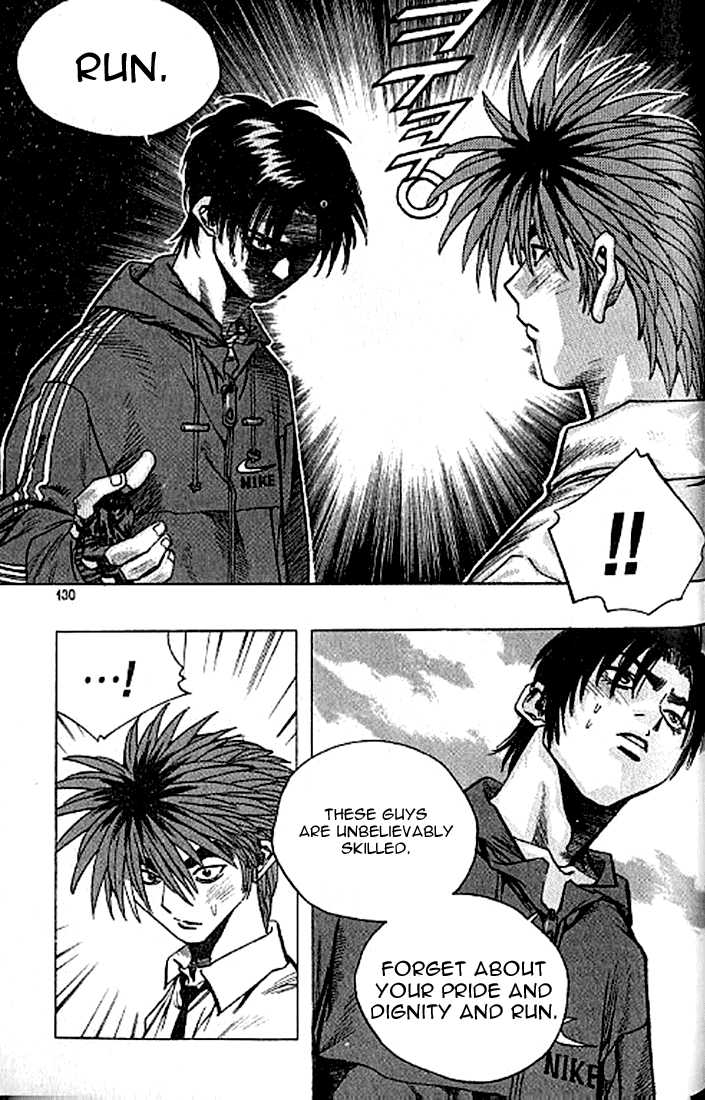 RUN.
NIKE
!!
130
THESE GUYS
ARE UNBELIEVABLY
SKILLED.
FORGET ABOUT
YOUR PRIDE AND
DIGNITY AND RUN.
NIKE
...!